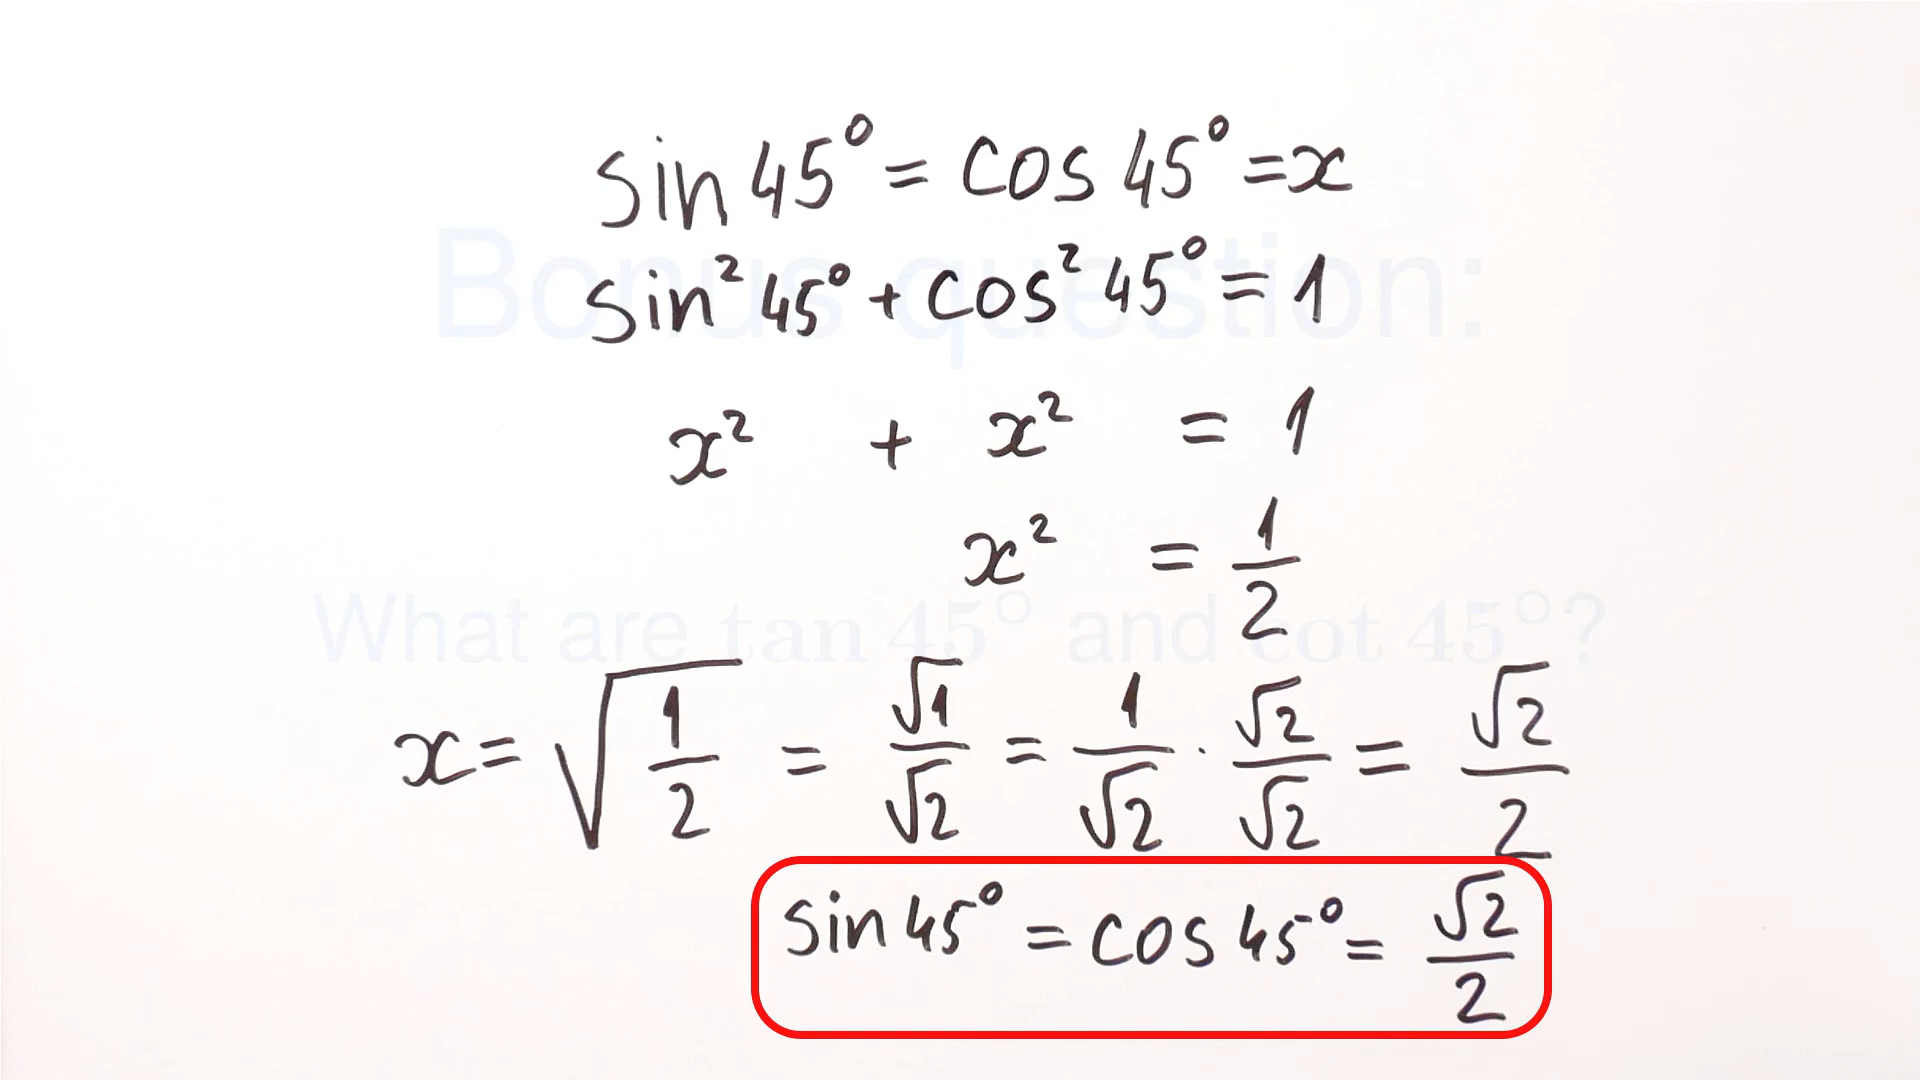 sin 45° = cos 45° = x
Bonus question:
sin² 45° + cos² 45° = 1
x² + x² = 1
x² = 1/2
What are tan 45° and cot 45°?
x = √(1/2) = √1/√2 = 1/√2 · √2/√2 = √2/2
sin 45° = cos 45° = √2/2